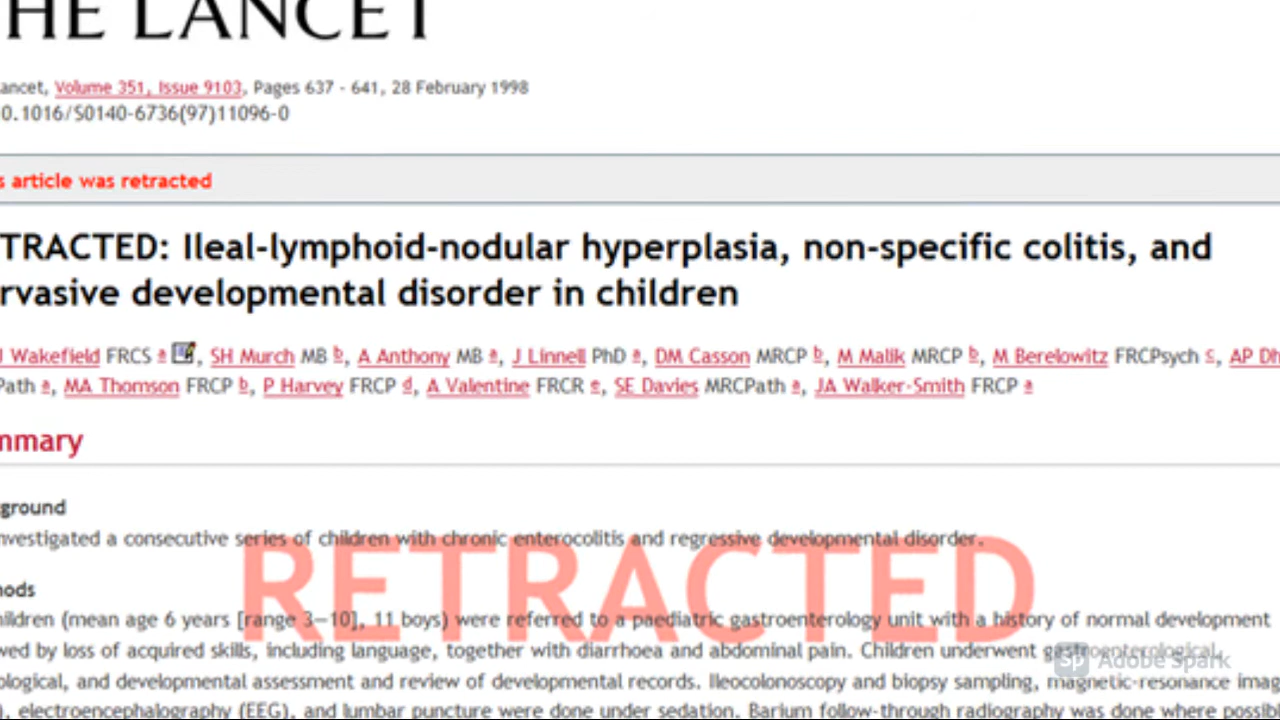 HE LANCET
ancet, Volume 351, Issue 9103, Pages 637 - 641, 28 February 1998
0.1016/S0140-6736(97)11096-0
s article was retracted
TRACTED: Ileal-lymphoid-nodular hyperplasia, non-specific colitis, and
rvasive developmental disorder in children
J Wakefield FRCS a, SH Murch MB b, A Anthony MB a, J Linnell PhD a, DM Casson MRCP b, M Malik MRCP b, M Berelowitz FRCPsych c, AP Dh
Path a, MA Thomson FRCP b, P Harvey FRCP d, A Valentine FRCR e, SE Davies MRCPath a, JA Walker-Smith FRCP a
mmary
ground
nvestigated a consecutive series of children with chronic enterocolitis and regressive developmental disorder.
RETRACTED
hods
hildren (mean age 6 years [range 3—10], 11 boys) were referred to a paediatric gastroenterology unit with a history of normal development
wed by loss of acquired skills, including language, together with diarrhoea and abdominal pain. Children underwent gastroenterological,
Sp Adobe Spark
ological, and developmental assessment and review of developmental records. Ileocolonoscopy and biopsy sampling, magnetic-resonance imag
), electroencephalography (EEG), and lumbar puncture were done under sedation. Barium follow-through radiography was done where possibl